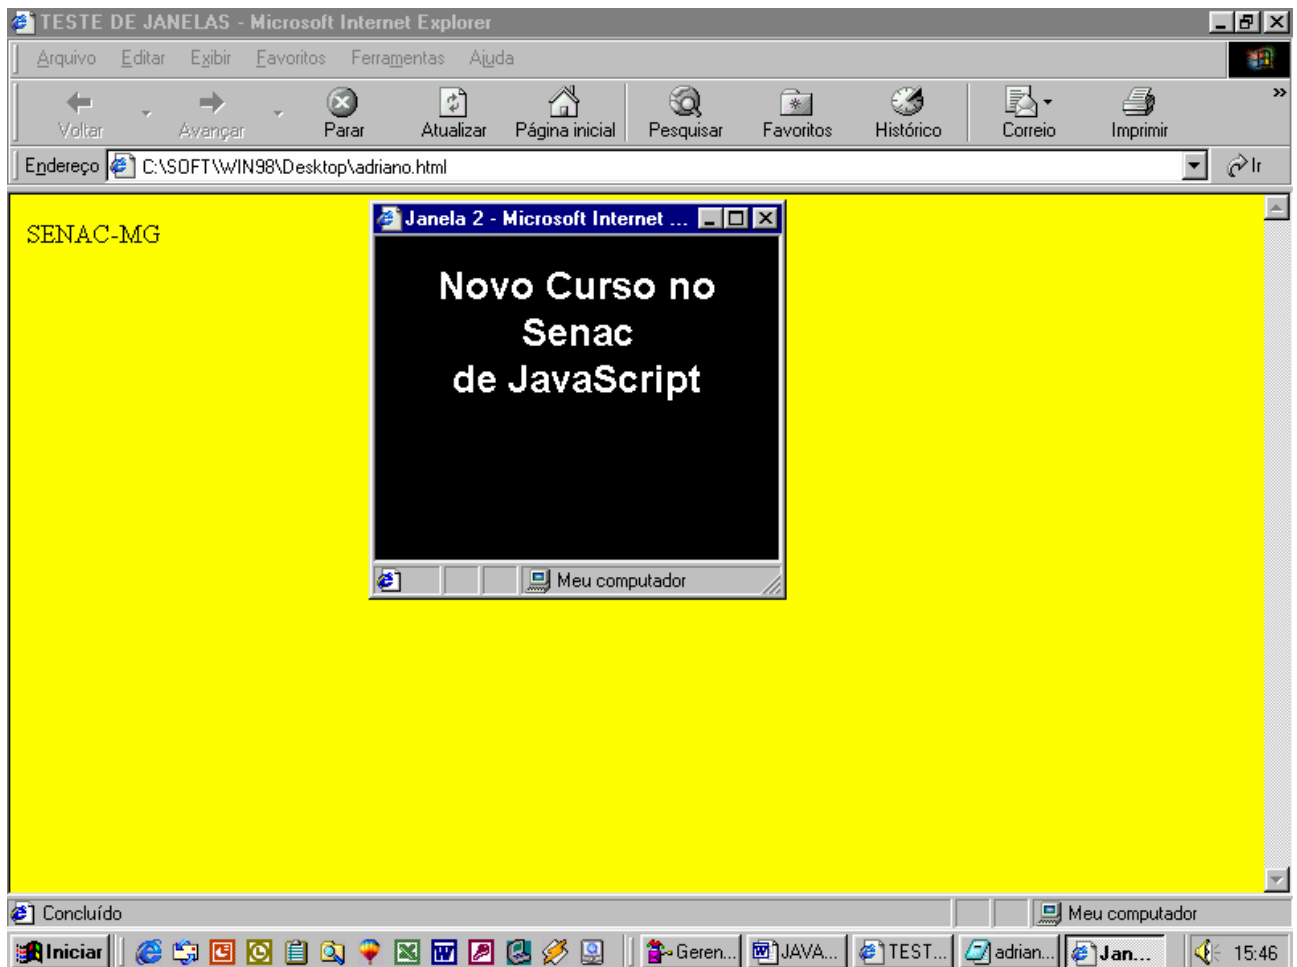 TESTE DE JANELAS - Microsoft Internet Explorer
Arquivo Editar Exibir Favoritos Ferramentas Ajuda
Voltar Avançar Parar Atualizar Página inicial Pesquisar Favoritos Histórico Correio Imprimir »
Endereço C:\SOFT\WIN98\Desktop\adriano.html Ir
SENAC-MG
Janela 2 - Microsoft Internet ...
Novo Curso no
Senac
de JavaScript
Meu computador
Concluído Meu computador
Iniciar Geren... JAVA... TEST... adrian... Jan... 15:46